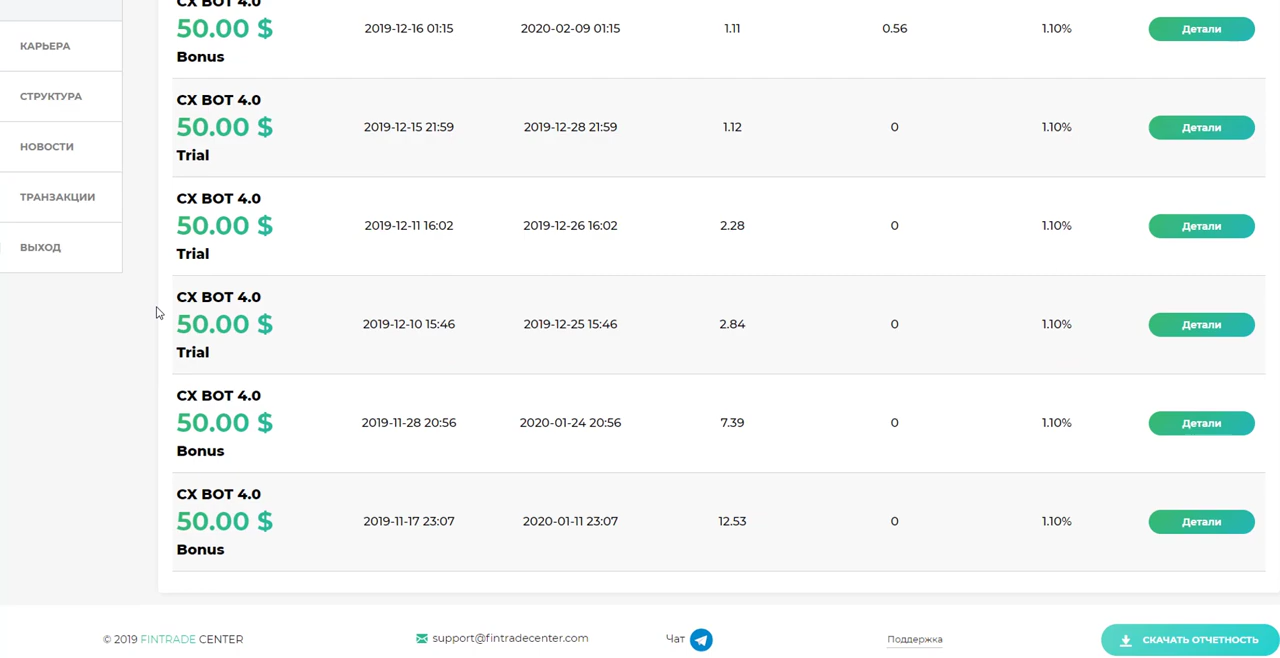 КАРЬЕРА
СТРУКТУРА
НОВОСТИ
ТРАНЗАКЦИИ
ВЫХОД
CX BOT 4.0
50.00 $ 2019-12-16 01:15 2020-02-09 01:15 1.11 0.56 1.10% Детали
Bonus
CX BOT 4.0
50.00 $ 2019-12-15 21:59 2019-12-28 21:59 1.12 0 1.10% Детали
Trial
CX BOT 4.0
50.00 $ 2019-12-11 16:02 2019-12-26 16:02 2.28 0 1.10% Детали
Trial
CX BOT 4.0
50.00 $ 2019-12-10 15:46 2019-12-25 15:46 2.84 0 1.10% Детали
Trial
CX BOT 4.0
50.00 $ 2019-11-28 20:56 2020-01-24 20:56 7.39 0 1.10% Детали
Bonus
CX BOT 4.0
50.00 $ 2019-11-17 23:07 2020-01-11 23:07 12.53 0 1.10% Детали
Bonus
© 2019 FINTRADE CENTER support@fintradecenter.com Чат Поддержка СКАЧАТЬ ОТЧЕТНОСТЬ